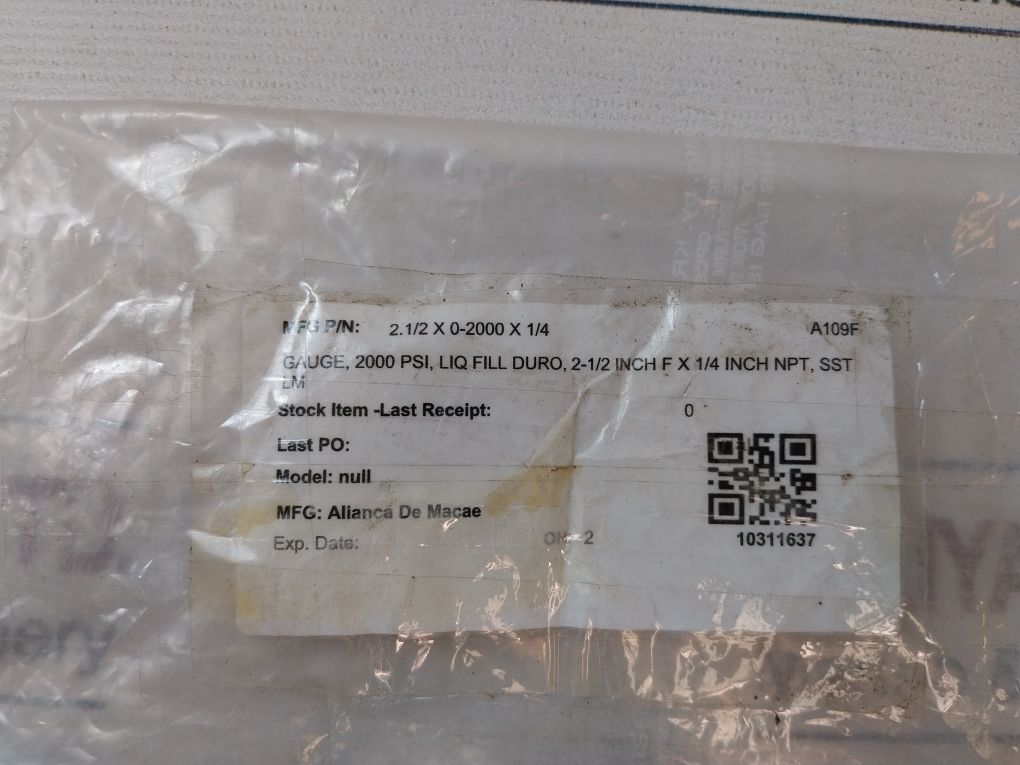 MFG P/N: 2.1/2 X 0-2000 X 1/4 A109F
GAUGE, 2000 PSI, LIQ FILL DURO, 2-1/2 INCH F X 1/4 INCH NPT, SST
LM
Stock Item -Last Receipt: 0
Last PO:
Model: null
MFG: Alianca De Macae
Exp. Date: 2
10311637